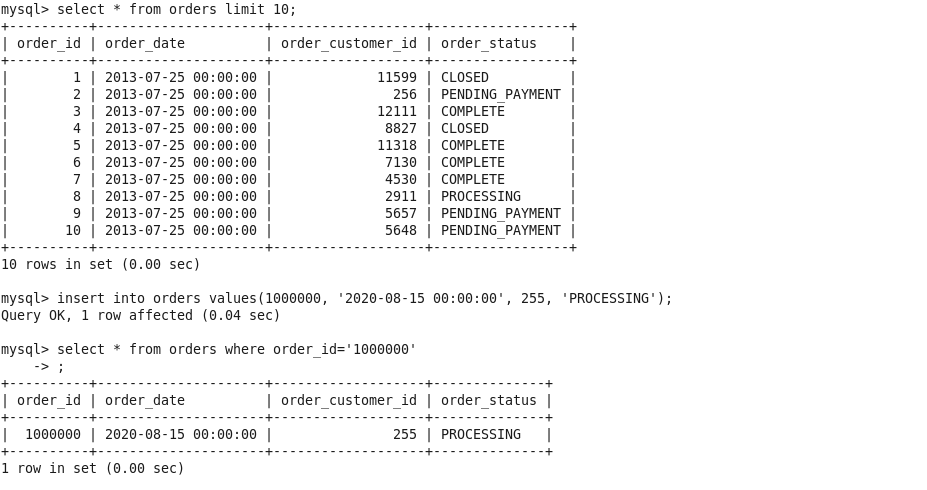 mysql> select * from orders limit 10;
+----------+---------------------+-------------------+-----------------+
| order_id | order_date          | order_customer_id | order_status    |
+----------+---------------------+-------------------+-----------------+
|        1 | 2013-07-25 00:00:00 |             11599 | CLOSED          |
|        2 | 2013-07-25 00:00:00 |               256 | PENDING_PAYMENT |
|        3 | 2013-07-25 00:00:00 |             12111 | COMPLETE        |
|        4 | 2013-07-25 00:00:00 |              8827 | CLOSED          |
|        5 | 2013-07-25 00:00:00 |             11318 | COMPLETE        |
|        6 | 2013-07-25 00:00:00 |              7130 | COMPLETE        |
|        7 | 2013-07-25 00:00:00 |              4530 | COMPLETE        |
|        8 | 2013-07-25 00:00:00 |              2911 | PROCESSING      |
|        9 | 2013-07-25 00:00:00 |              5657 | PENDING_PAYMENT |
|       10 | 2013-07-25 00:00:00 |              5648 | PENDING_PAYMENT |
+----------+---------------------+-------------------+-----------------+
10 rows in set (0.00 sec)

mysql> insert into orders values(1000000, '2020-08-15 00:00:00', 255, 'PROCESSING');
Query OK, 1 row affected (0.04 sec)

mysql> select * from orders where order_id='1000000'
    -> ;
+----------+---------------------+-------------------+--------------+
| order_id | order_date          | order_customer_id | order_status |
+----------+---------------------+-------------------+--------------+
|  1000000 | 2020-08-15 00:00:00 |               255 | PROCESSING   |
+----------+---------------------+-------------------+--------------+
1 row in set (0.00 sec)